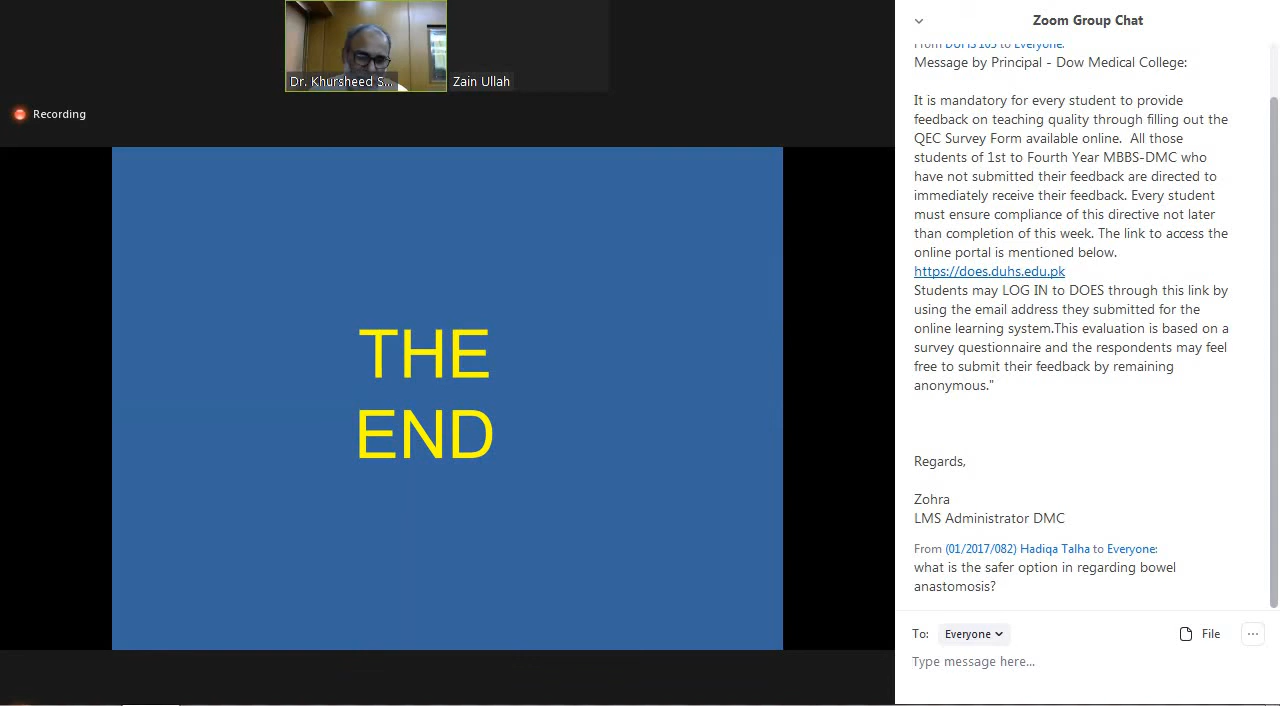 Dr. Khursheed S...
Zain Ullah
Recording
THE
END
Zoom Group Chat
From DUHS 105 to Everyone:
Message by Principal - Dow Medical College:
It is mandatory for every student to provide
feedback on teaching quality through filling out the
QEC Survey Form available online.  All those
students of 1st to Fourth Year MBBS-DMC who
have not submitted their feedback are directed to
immediately receive their feedback. Every student
must ensure compliance of this directive not later
than completion of this week. The link to access the
online portal is mentioned below.
https://does.duhs.edu.pk
Students may LOG IN to DOES through this link by
using the email address they submitted for the
online learning system.This evaluation is based on a
survey questionnaire and the respondents may feel
free to submit their feedback by remaining
anonymous."
Regards,
Zohra
LMS Administrator DMC
From (01/2017/082) Hadiqa Talha to Everyone:
what is the safer option in regarding bowel
anastomosis?
To: Everyone File ...
Type message here...